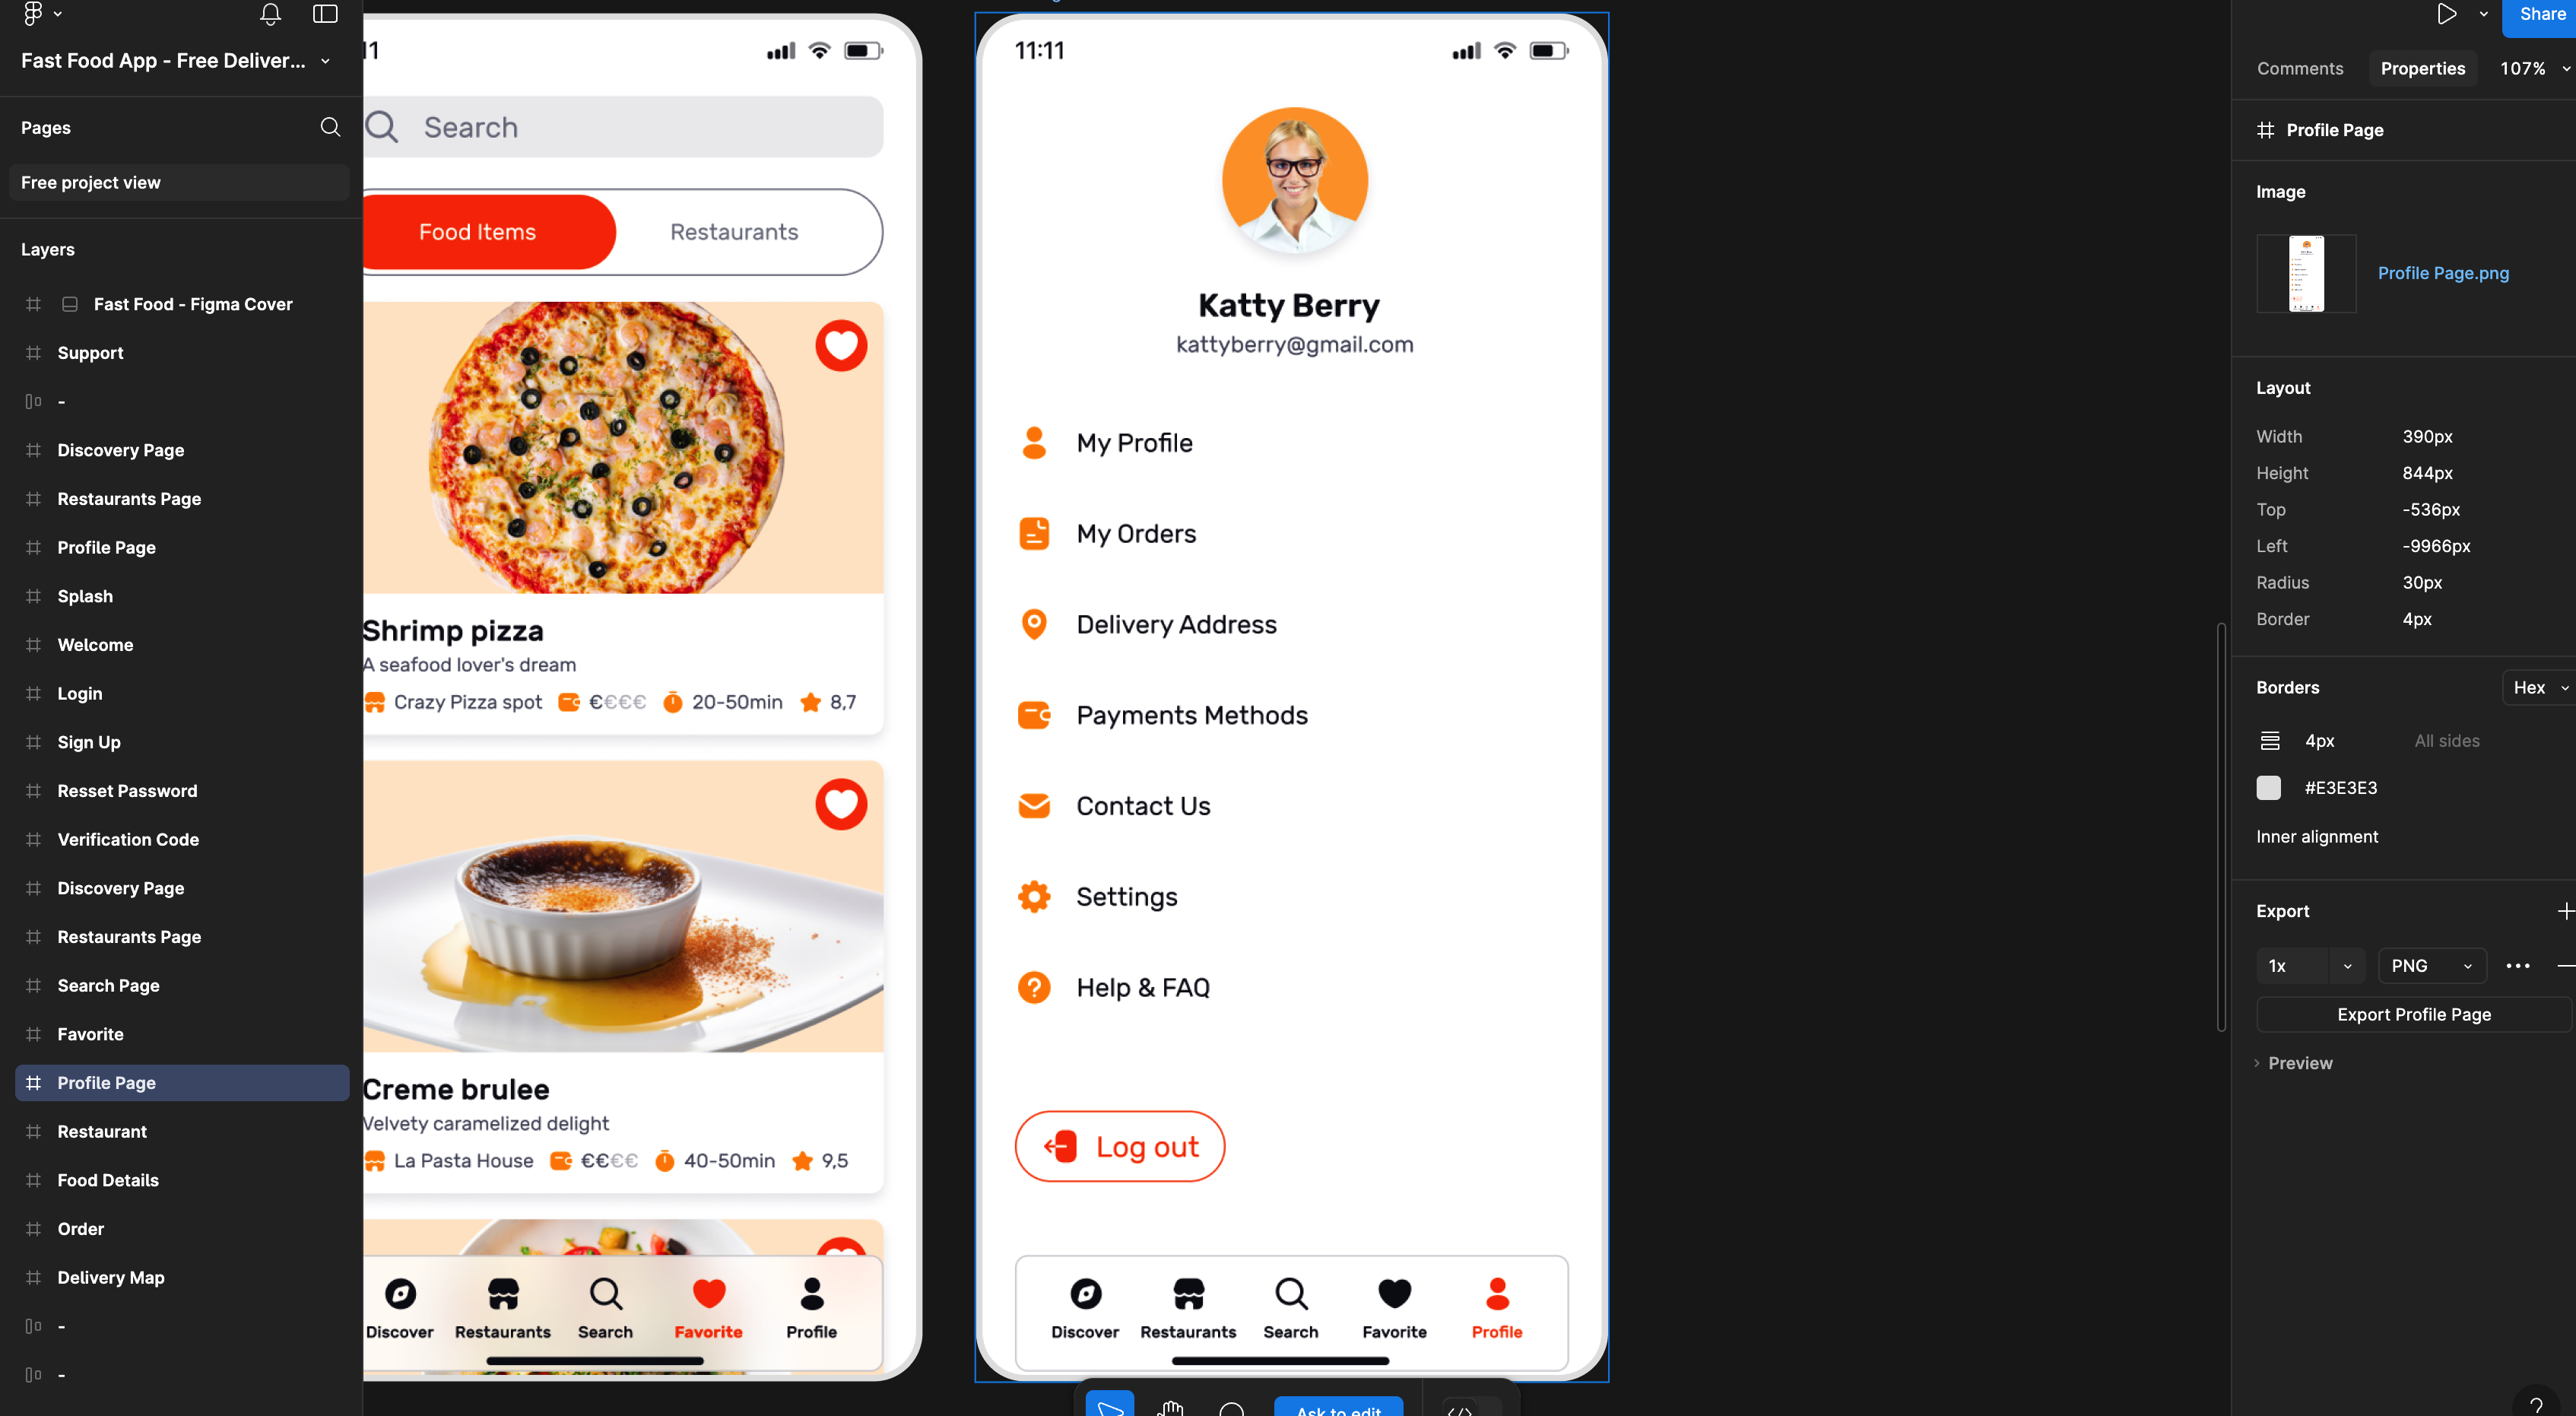 Fast Food App - Free Deliver...
Pages
Free project view
Layers
Fast Food - Figma Cover
Support
-
Discovery Page
Restaurants Page
Profile Page
Splash
Welcome
Login
Sign Up
Resset Password
Verification Code
Discovery Page
Restaurants Page
Search Page
Favorite
Profile Page
Restaurant
Food Details
Order
Delivery Map
-
-
11
Search
Food Items
Restaurants
Shrimp pizza
A seafood lover's dream
Crazy Pizza spot €€€€ 20-50min 8,7
Creme brulee
Velvety caramelized delight
La Pasta House €€€€ 40-50min 9,5
Discover Restaurants Search Favorite Profile
11:11
Katty Berry
kattyberry@gmail.com
My Profile
My Orders
Delivery Address
Payments Methods
Contact Us
Settings
Help & FAQ
Log out
Discover Restaurants Search Favorite Profile
Ask to edit
Share
Comments Properties 107%
Profile Page
Image
Profile Page.png
Layout
Width 390px
Height 844px
Top -536px
Left -9966px
Radius 30px
Border 4px
Borders Hex
4px All sides
#E3E3E3
Inner alignment
Export
1x PNG
Export Profile Page
Preview